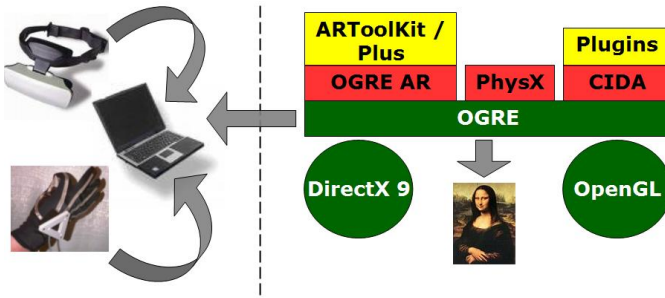 ARToolKit /
Plus
Plugins
OGRE AR
PhysX
CIDA
OGRE
DirectX 9
OpenGL